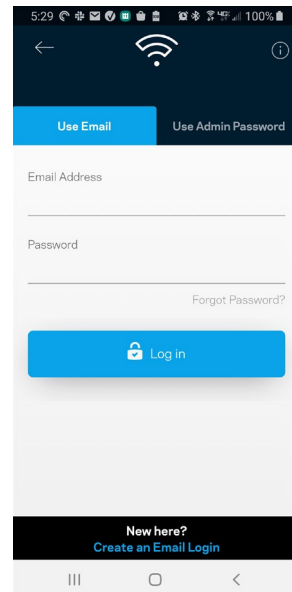 5:29 100%
Use Email Use Admin Password
Email Address
Password
Forgot Password?
Log in
New here?
Create an Email Login